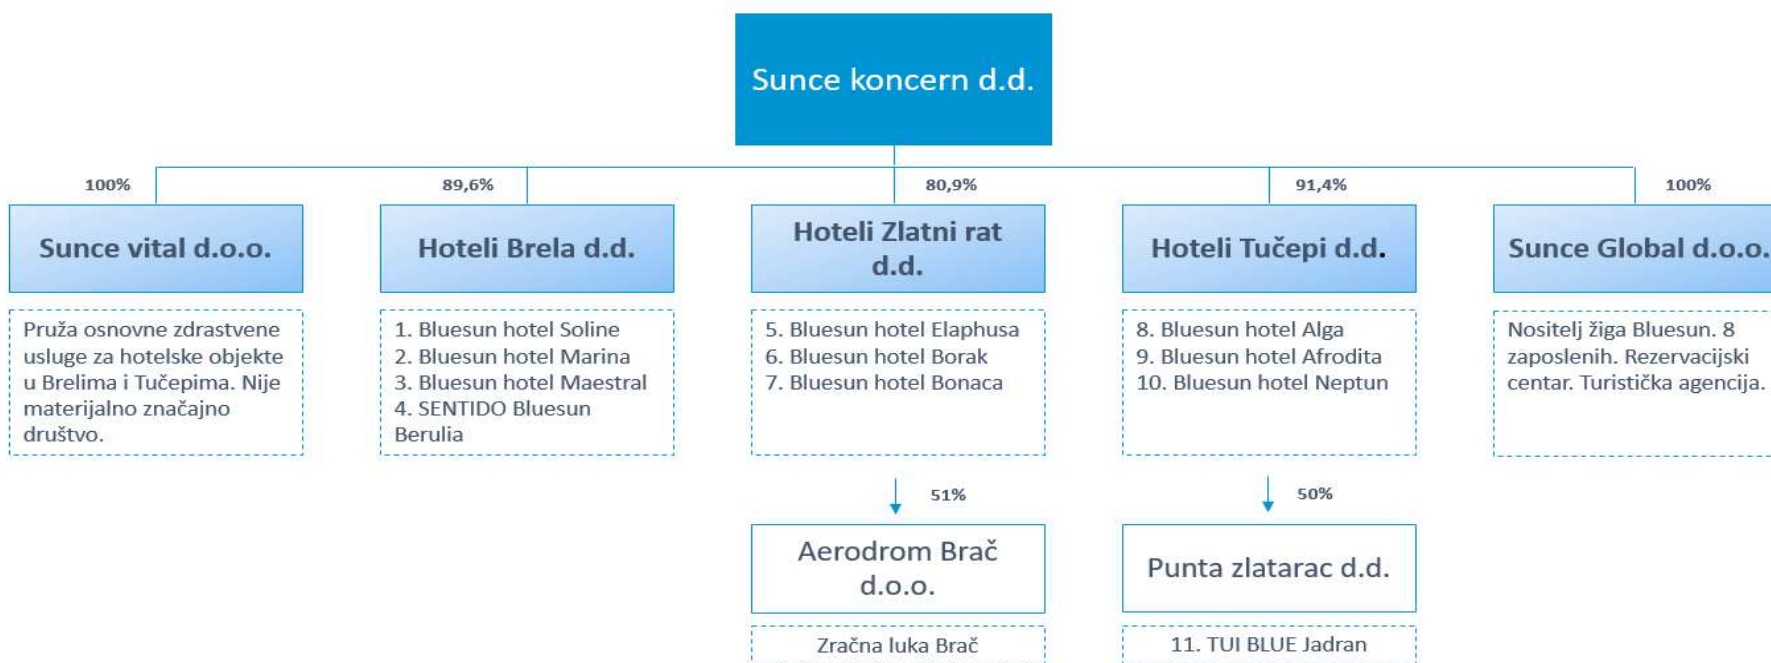 Sunce koncern d.d.
100%
89,6%
80,9%
91,4%
100%
Sunce vital d.o.o.
Hoteli Brela d.d.
Hoteli Zlatni rat
d.d.
Hoteli Tučepi d.d.
Sunce Global d.o.o.
Pruža osnovne zdrastvene
usluge za hotelske objekte
u Brelima i Tučepima. Nije
materijalno značajno
društvo.
1. Bluesun hotel Soline
2. Bluesun hotel Marina
3. Bluesun hotel Maestral
4. SENTIDO Bluesun
Berulia
5. Bluesun hotel Elaphusa
6. Bluesun hotel Borak
7. Bluesun hotel Bonaca
8. Bluesun hotel Alga
9. Bluesun hotel Afrodita
10. Bluesun hotel Neptun
Nositelj žiga Bluesun. 8
zaposlenih. Rezervacijski
centar. Turistička agencija.
51%
50%
Aerodrom Brač
d.o.o.
Punta zlatarac d.d.
Zračna luka Brač
11. TUI BLUE Jadran